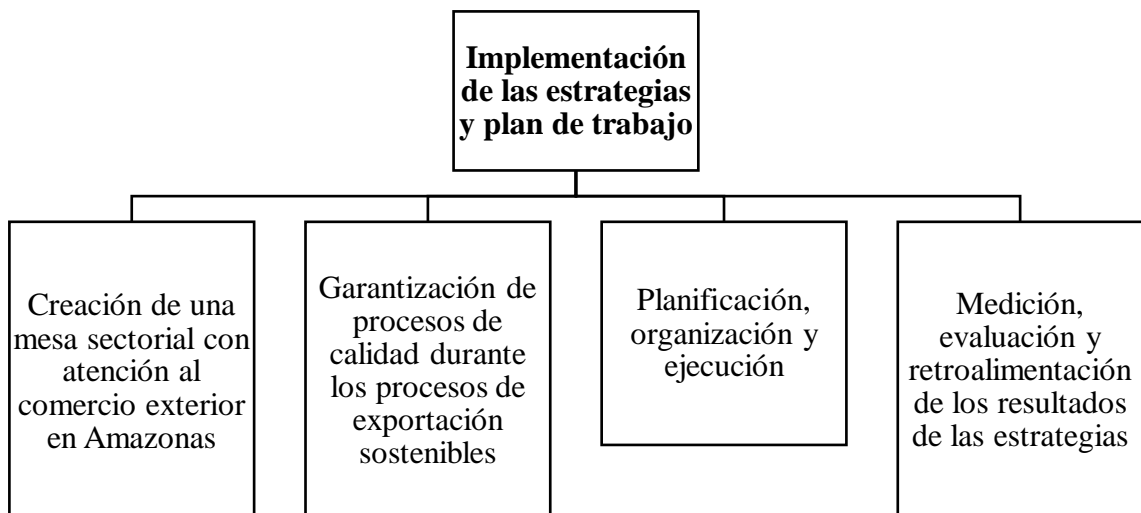 Implementación
de las estrategias
y plan de trabajo
Creación de una
mesa sectorial con
atención al
comercio exterior
en Amazonas
Garantización de
procesos de
calidad durante
los procesos de
exportación
sostenibles
Planificación,
organización y
ejecución
Medición,
evaluación y
retroalimentación
de los resultados
de las estrategias